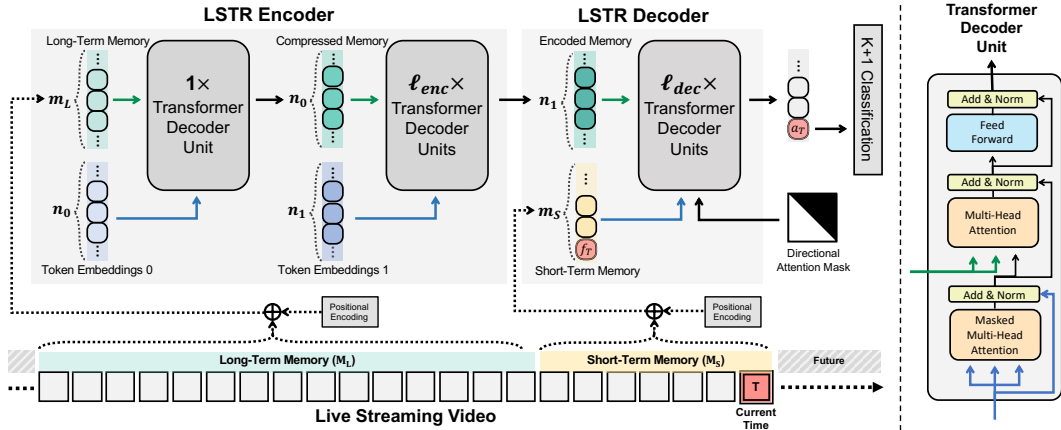 LSTR Encoder
LSTR Decoder
Long-Term Memory
Compressed Memory
Encoded Memory
m_L
⋮
⋮
1×
Transformer
Decoder
Unit
n_0
⋮
⋮
ℓ_enc×
Transformer
Decoder
Units
n_1
⋮
⋮
ℓ_dec×
Transformer
Decoder
Units
⋮
a_T
K+1 Classification
n_0
⋮
⋮
n_1
⋮
⋮
m_S
⋮
f_T
Token Embeddings 0
Token Embeddings 1
Short-Term Memory
Directional
Attention Mask
Positional
Encoding
Positional
Encoding
Long-Term Memory (M_L)
Short-Term Memory (M_S)
Future
T
Live Streaming Video
Current
Time
Transformer
Decoder
Unit
Add & Norm
Feed
Forward
Add & Norm
Multi-Head
Attention
Add & Norm
Masked
Multi-Head
Attention